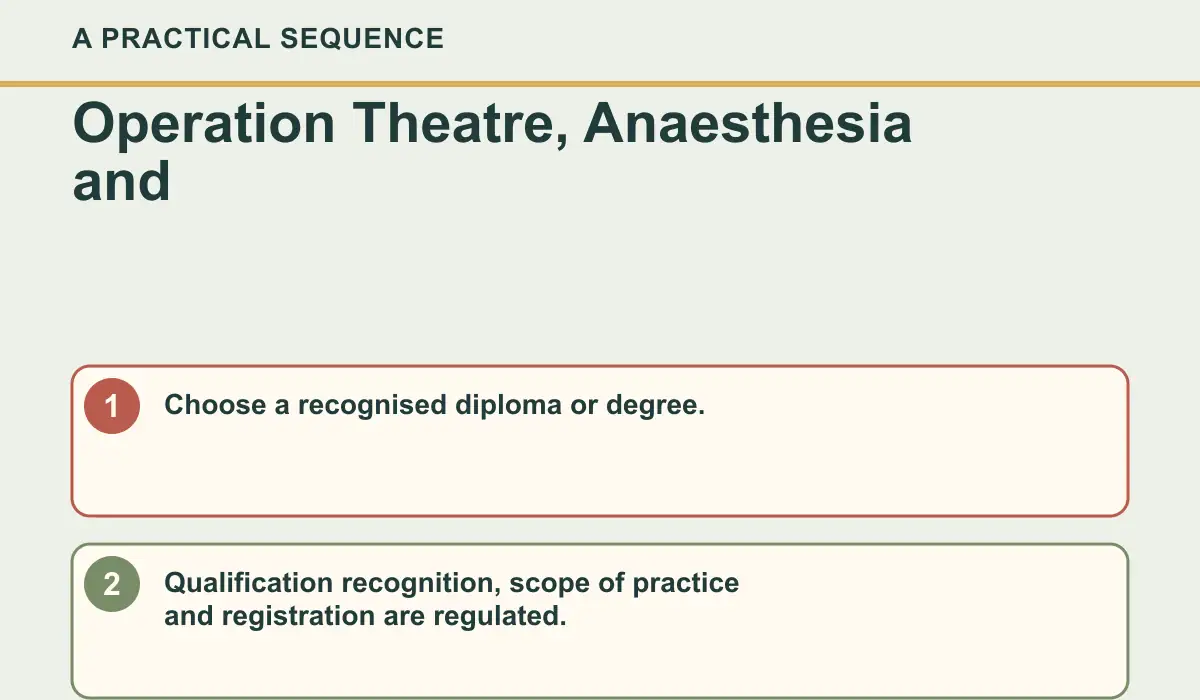 A PRACTICAL SEQUENCE
Operation Theatre, Anaesthesia
and
1
Choose a recognised diploma or degree.
2
Qualification recognition, scope of practice
and registration are regulated.